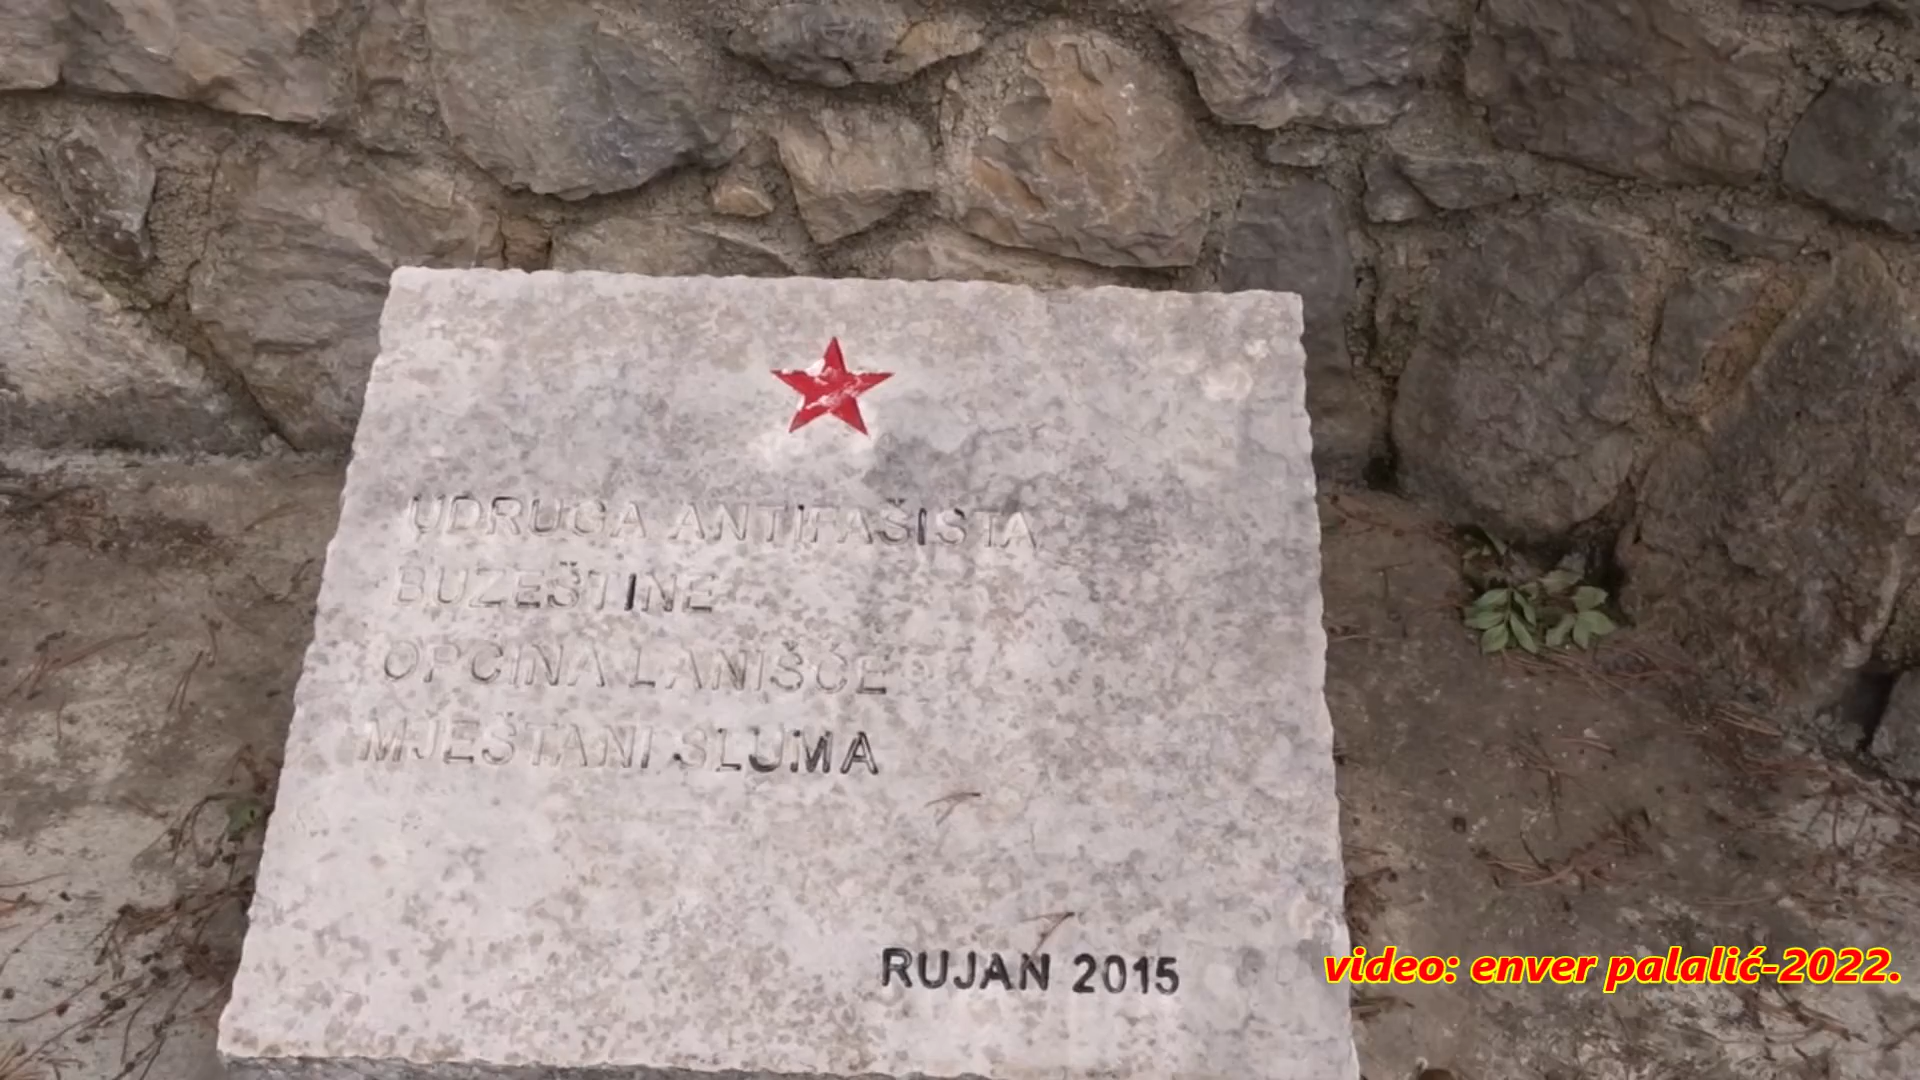 UDRUGA ANTIFAŠISTA
BUZEŠTINE
OPĆINA LANIŠĆE
MJEŠTANI SLUMA
RUJAN 2015
video: enver palalić-2022.